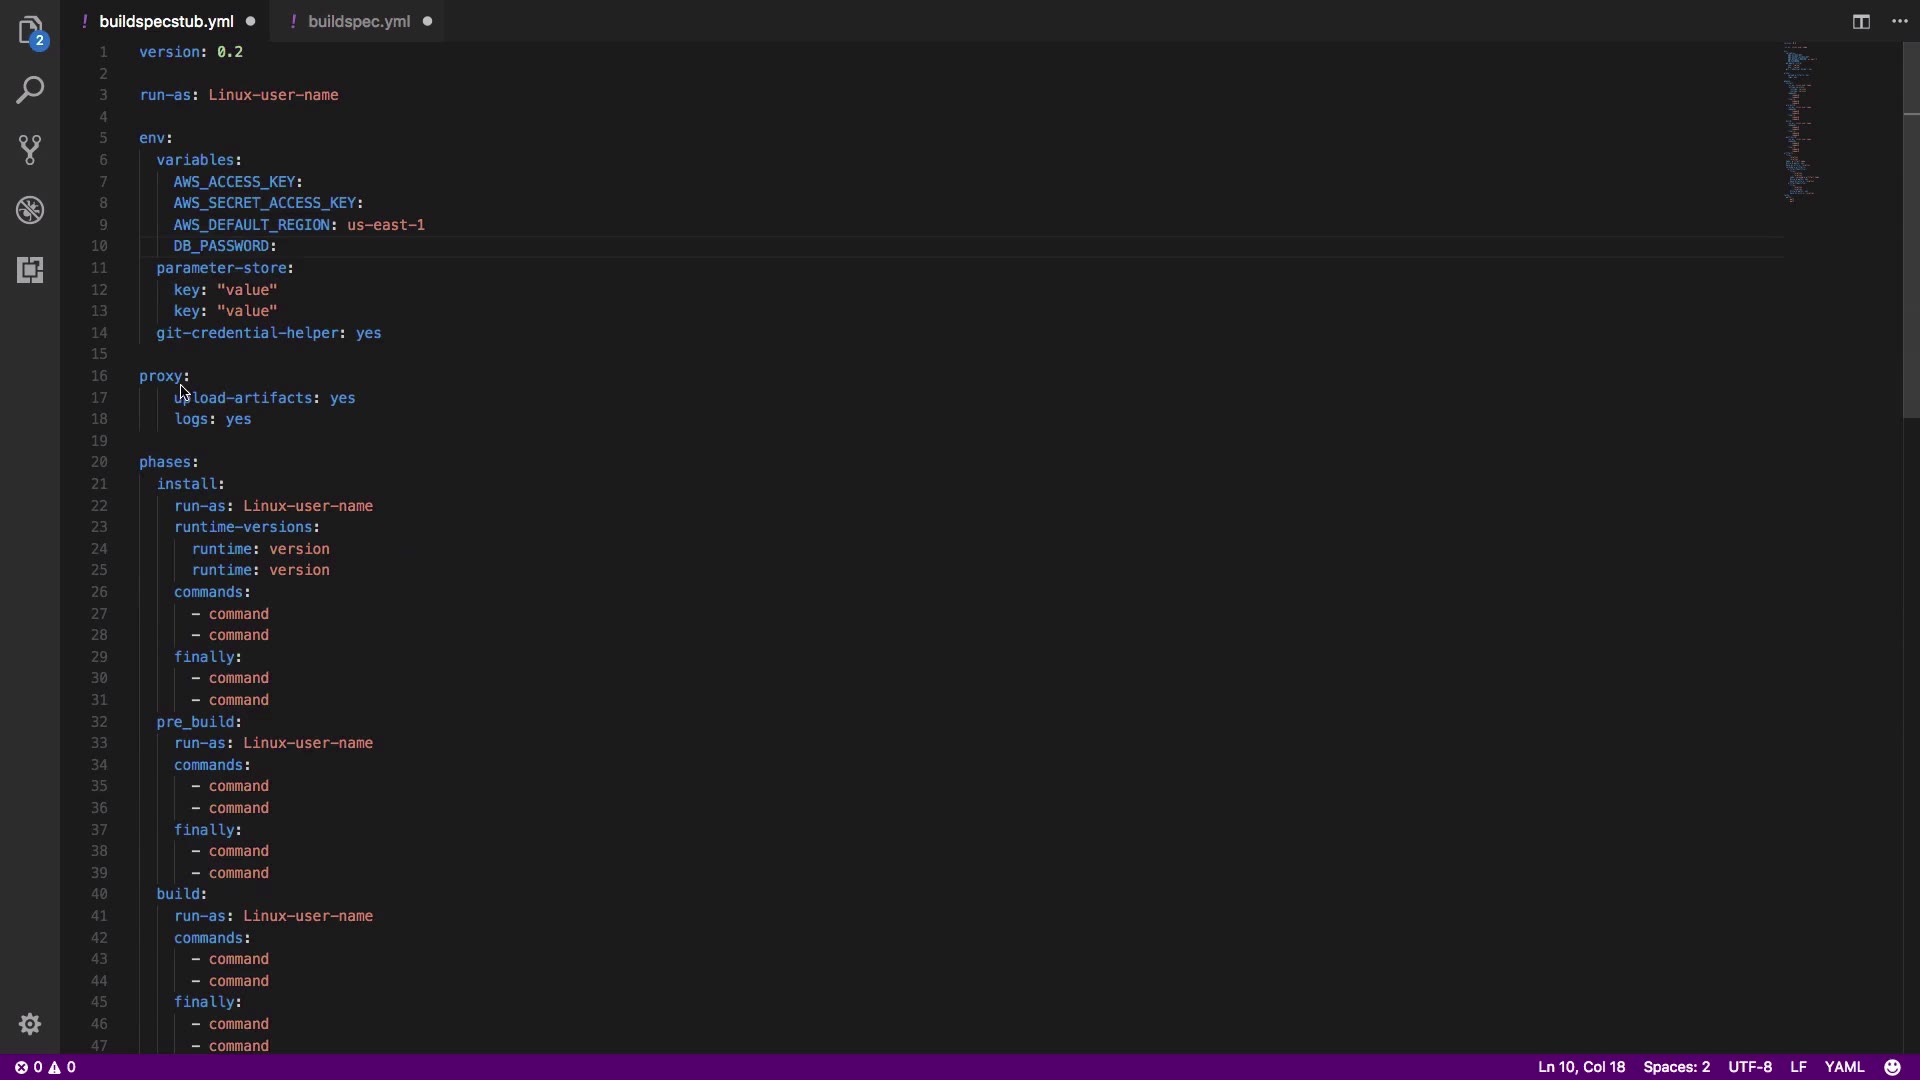 2
! buildspecstub.yml ● ! buildspec.yml ●
1 version: 0.2
2
3 run-as: Linux-user-name
4
5 env:
6 variables:
7 AWS_ACCESS_KEY:
8 AWS_SECRET_ACCESS_KEY:
9 AWS_DEFAULT_REGION: us-east-1
10 DB_PASSWORD:
11 parameter-store:
12 key: "value"
13 key: "value"
14 git-credential-helper: yes
15
16 proxy:
17 upload-artifacts: yes
18 logs: yes
19
20 phases:
21 install:
22 run-as: Linux-user-name
23 runtime-versions:
24 runtime: version
25 runtime: version
26 commands:
27 - command
28 - command
29 finally:
30 - command
31 - command
32 pre_build:
33 run-as: Linux-user-name
34 commands:
35 - command
36 - command
37 finally:
38 - command
39 - command
40 build:
41 run-as: Linux-user-name
42 commands:
43 - command
44 - command
45 finally:
46 - command
47 - command
0 0 Ln 10, Col 18 Spaces: 2 UTF-8 LF YAML